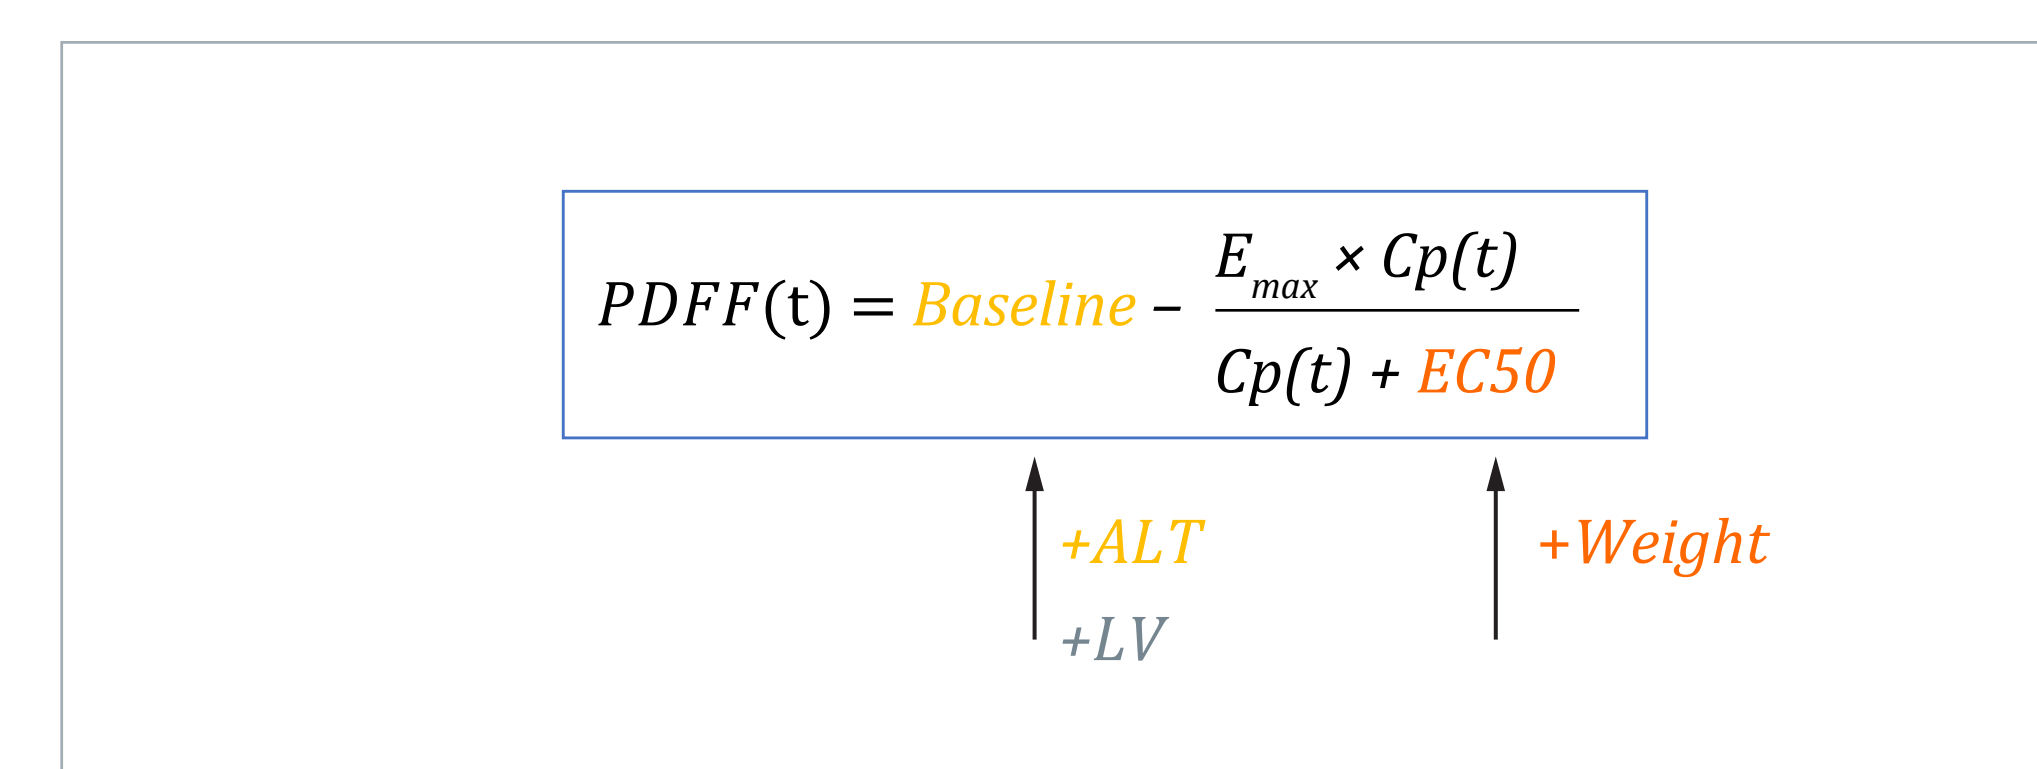 PDFF(t) = Baseline – E_max × Cp(t) / Cp(t) + EC50
+ALT
+Weight
+LV